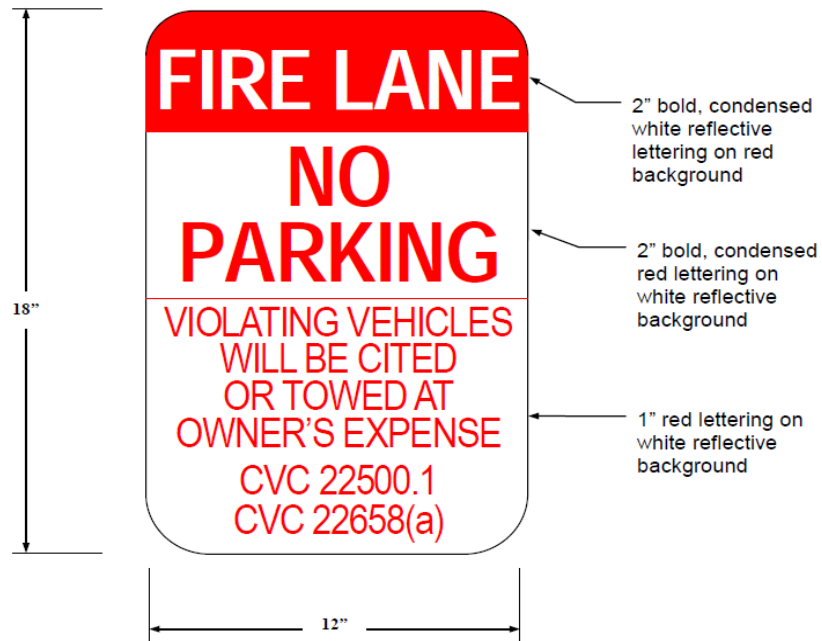 FIRE LANE
NO
PARKING
VIOLATING VEHICLES
WILL BE CITED
OR TOWED AT
OWNER'S EXPENSE
CVC 22500.1
CVC 22658(a)
18”
12”
2” bold, condensed
white reflective
lettering on red
background
2” bold, condensed
red lettering on
white reflective
background
1” red lettering on
white reflective
background